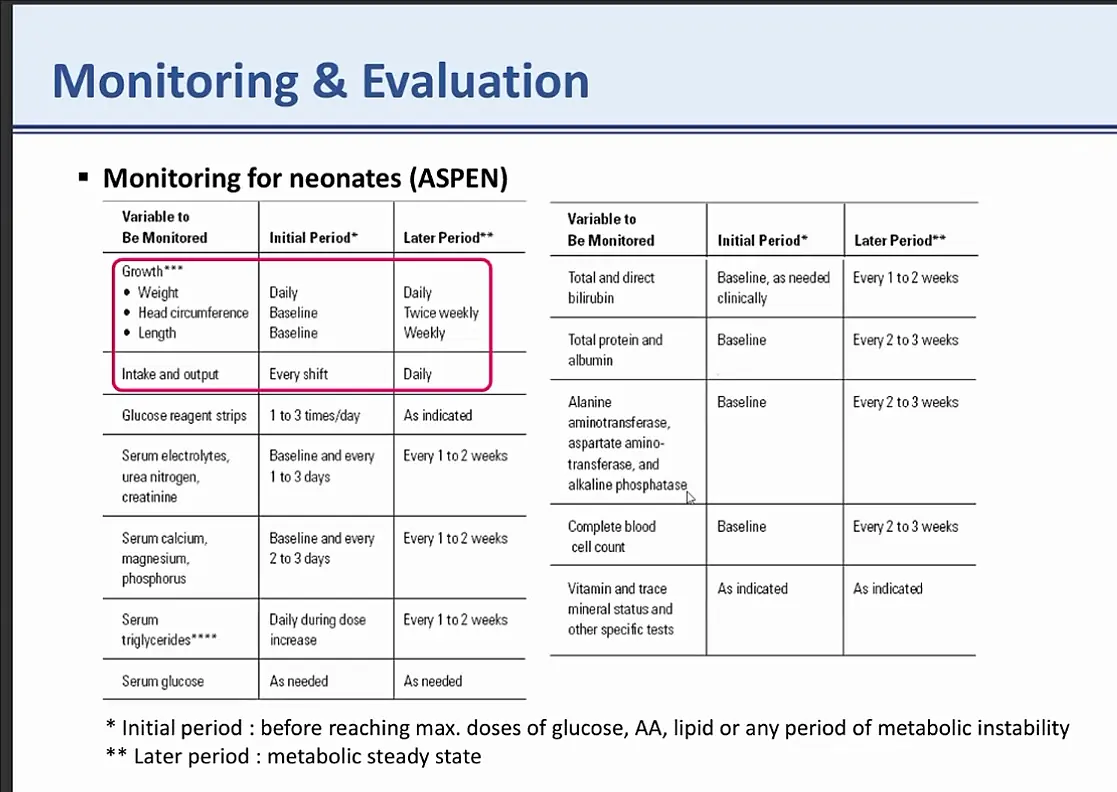 Monitoring & Evaluation
▪ Monitoring for neonates (ASPEN)
Variable to Be Monitored | Initial Period* | Later Period**
Growth***
• Weight | Daily | Daily
• Head circumference | Baseline | Twice weekly
• Length | Baseline | Weekly
Intake and output | Every shift | Daily
Glucose reagent strips | 1 to 3 times/day | As indicated
Serum electrolytes, urea nitrogen, creatinine | Baseline and every 1 to 3 days | Every 1 to 2 weeks
Serum calcium, magnesium, phosphorus | Baseline and every 2 to 3 days | Every 1 to 2 weeks
Serum triglycerides**** | Daily during dose increase | Every 1 to 2 weeks
Serum glucose | As needed | As needed
Variable to Be Monitored | Initial Period* | Later Period**
Total and direct bilirubin | Baseline, as needed clinically | Every 1 to 2 weeks
Total protein and albumin | Baseline | Every 2 to 3 weeks
Alanine aminotransferase, aspartate amino-transferase, and alkaline phosphatase | Baseline | Every 2 to 3 weeks
Complete blood cell count | Baseline | Every 2 to 3 weeks
Vitamin and trace mineral status and other specific tests | As indicated | As indicated
* Initial period : before reaching max. doses of glucose, AA, lipid or any period of metabolic instability
** Later period : metabolic steady state